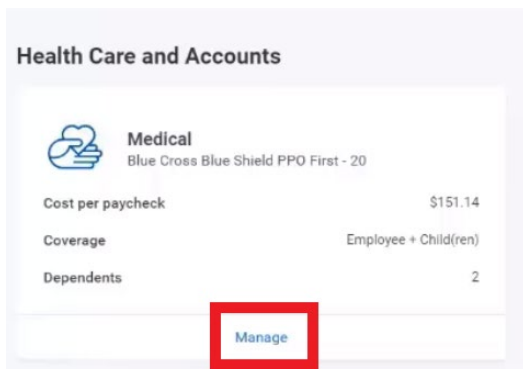 Health Care and Accounts
Medical
Blue Cross Blue Shield PPO First - 20
Cost per paycheck $151.14
Coverage Employee + Child(ren)
Dependents 2
Manage